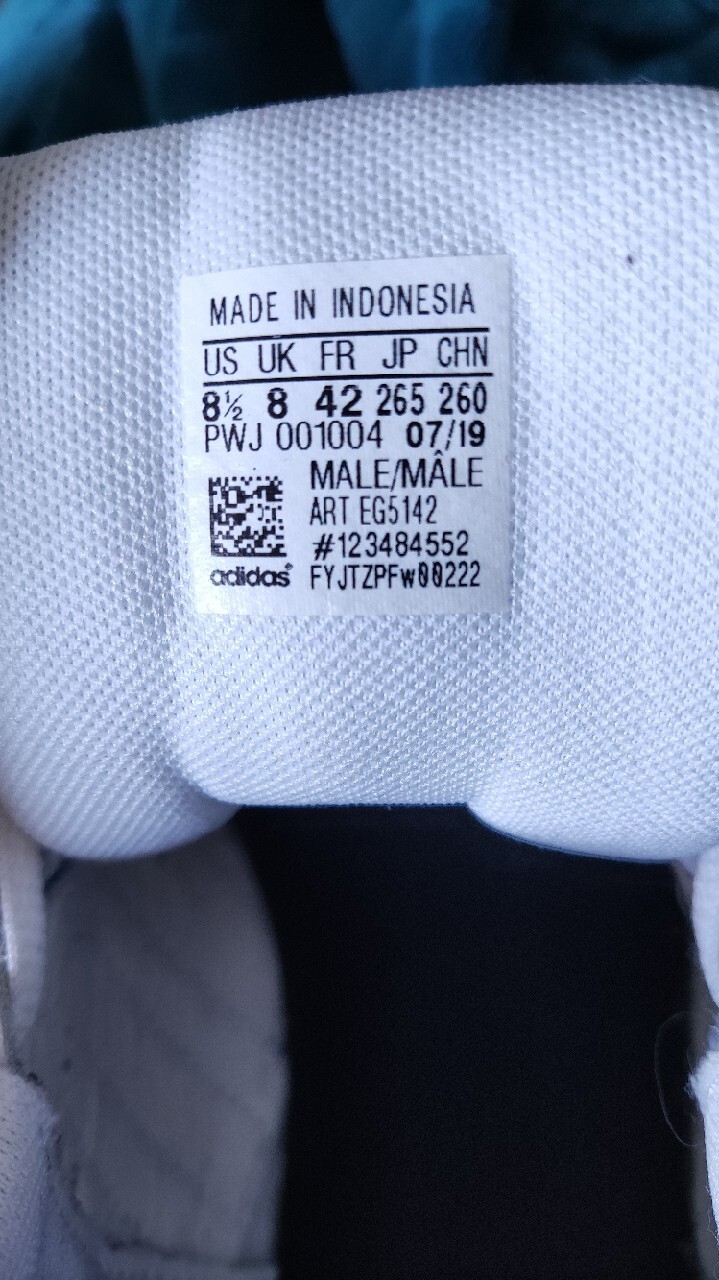 MADE IN INDONESIA
US UK FR JP CHN
8½ 8 42 265 260
PWJ 001004 07/19
MALE/MÂLE
ART EG5142
#123484552
adidas® FYJTZPFw00222